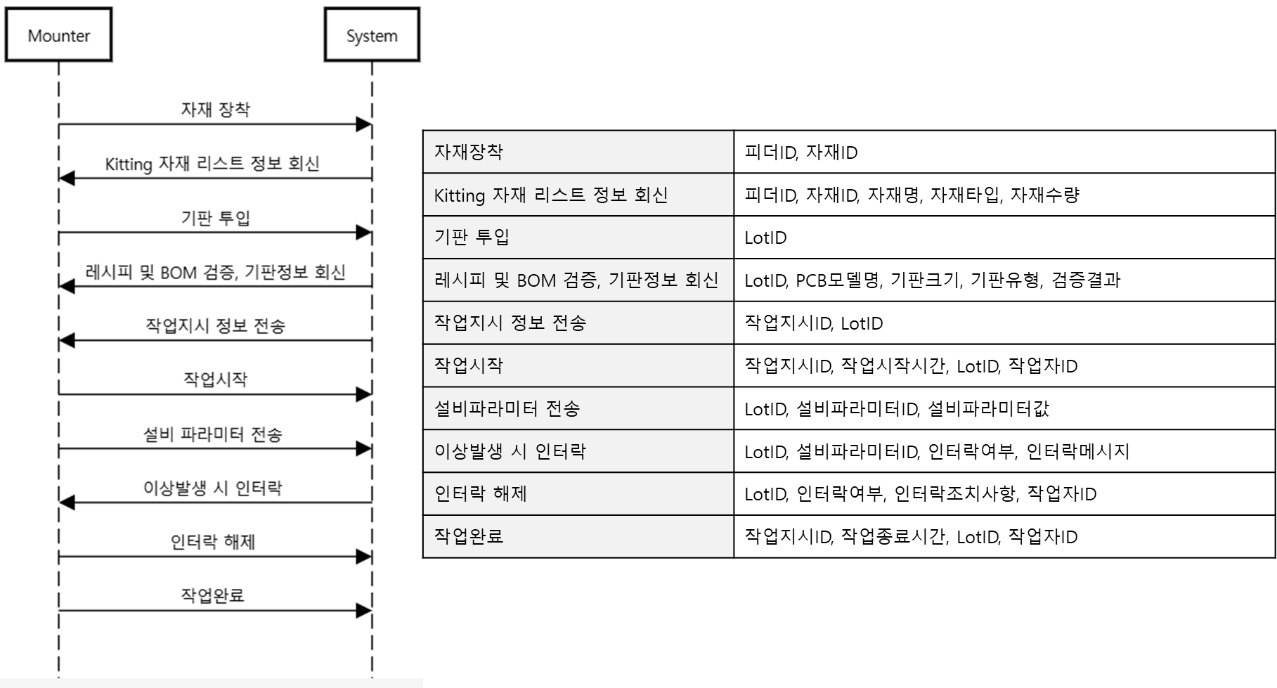 Mounter
System
자재 장착
Kitting 자재 리스트 정보 회신
기판 투입
레시피 및 BOM 검증, 기판정보 회신
작업지시 정보 전송
작업시작
설비 파라미터 전송
이상발생 시 인터락
인터락 해제
작업완료
자재장착
피더ID, 자재ID
Kitting 자재 리스트 정보 회신
피더ID, 자재ID, 자재명, 자재타입, 자재수량
기판 투입
LotID
레시피 및 BOM 검증, 기판정보 회신
LotID, PCB모델명, 기판크기, 기판유형, 검증결과
작업지시 정보 전송
작업지시ID, LotID
작업시작
작업지시ID, 작업시작시간, LotID, 작업자ID
설비파라미터 전송
LotID, 설비파라미터ID, 설비파라미터값
이상발생 시 인터락
LotID, 설비파라미터ID, 인터락여부, 인터락메시지
인터락 해제
LotID, 인터락여부, 인터락조치사항, 작업자ID
작업완료
작업지시ID, 작업종료시간, LotID, 작업자ID